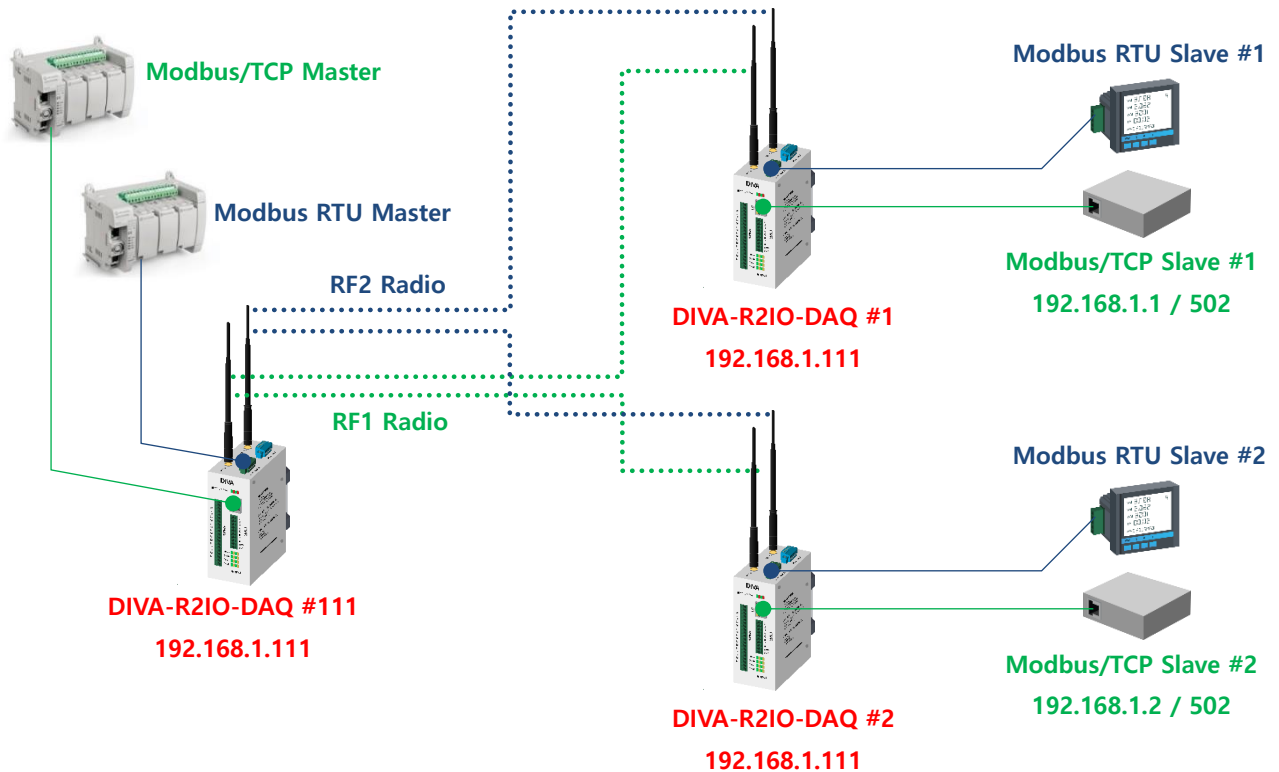 Modbus/TCP Master
Modbus RTU Master
RF2 Radio
RF1 Radio
DIVA
DIVA-R2IO-DAQ #111
192.168.1.111
DIVA
DIVA-R2IO-DAQ #1
192.168.1.111
Modbus RTU Slave #1
Modbus/TCP Slave #1
192.168.1.1 / 502
DIVA
DIVA-R2IO-DAQ #2
192.168.1.111
Modbus RTU Slave #2
Modbus/TCP Slave #2
192.168.1.2 / 502